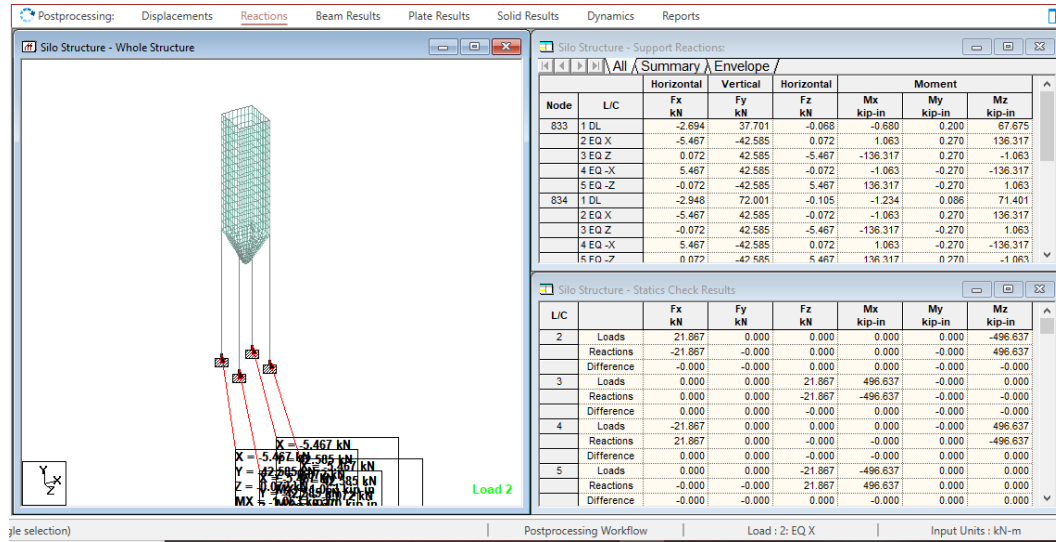 Postprocessing: Displacements Reactions Beam Results Plate Results Solid Results Dynamics Reports
Silo Structure - Whole Structure
X = -5.467 kN
Load 2
Silo Structure - Support Reactions:
All Summary Envelope
Horizontal Vertical Horizontal Moment
Node L/C Fx kN Fy kN Fz kN Mx kip-in My kip-in Mz kip-in
833 1 DL -2.694 37.701 -0.068 -0.680 0.200 67.675
2 EQ X -5.467 -42.585 0.072 1.063 0.270 136.317
3 EQ Z 0.072 42.585 -5.467 -136.317 0.270 -1.063
4 EQ -X 5.467 42.585 -0.072 -1.063 -0.270 -136.317
5 EQ -Z -0.072 -42.585 5.467 136.317 -0.270 1.063
834 1 DL -2.948 72.001 -0.105 -1.234 0.086 71.401
2 EQ X -5.467 42.585 -0.072 -1.063 0.270 136.317
3 EQ Z -0.072 42.585 -5.467 -136.317 -0.270 1.063
4 EQ -X 5.467 -42.585 0.072 1.063 -0.270 -136.317
5 EQ -Z 0.072 -42.585 5.467 136.317 0.270 -1.063
Silo Structure - Statics Check Results
L/C Fx kN Fy kN Fz kN Mx kip-in My kip-in Mz kip-in
2 Loads 21.867 0.000 0.000 0.000 0.000 -496.637
Reactions -21.867 -0.000 -0.000 0.000 -0.000 496.637
Difference -0.000 -0.000 -0.000 0.000 -0.000 -0.000
3 Loads 0.000 0.000 21.867 496.637 -0.000 0.000
Reactions 0.000 0.000 -21.867 -496.637 0.000 0.000
Difference 0.000 0.000 -0.000 0.000 -0.000 0.000
4 Loads -21.867 0.000 0.000 0.000 0.000 496.637
Reactions 21.867 0.000 -0.000 -0.000 0.000 -496.637
Difference 0.000 0.000 -0.000 -0.000 0.000 0.000
5 Loads 0.000 0.000 -21.867 -496.637 0.000 0.000
Reactions -0.000 -0.000 21.867 496.637 0.000 0.000
Difference -0.000 -0.000 0.000 -0.000 0.000 0.000
Y X Z
gle selection) Postprocessing Workflow Load : 2: EQ X Input Units : kN-m